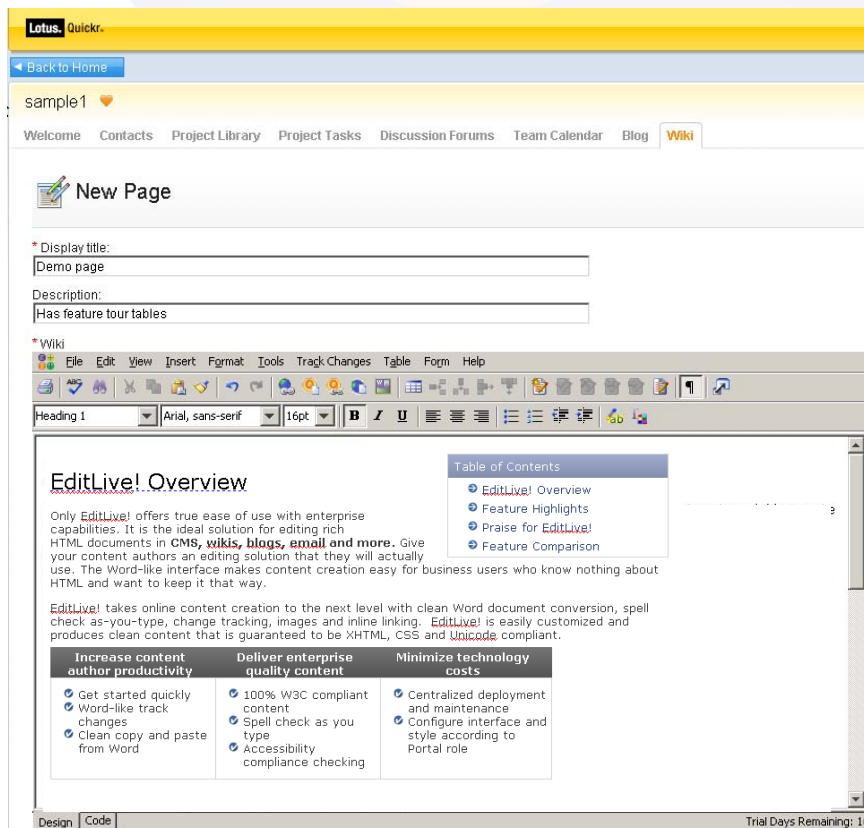 Lotus. Quickr.
Back to Home
sample1
Welcome Contacts Project Library Project Tasks Discussion Forums Team Calendar Blog Wiki
New Page
* Display title:
Demo page
Description:
Has feature tour tables
* Wiki
File Edit View Insert Format Tools Track Changes Table Form Help
Heading 1 Arial, sans-serif 16pt B I U
EditLive! Overview
Only EditLive! offers true ease of use with enterprise
capabilities. It is the ideal solution for editing rich
HTML documents in CMS, wikis, blogs, email and more. Give
your content authors an editing solution that they will actually
use. The Word-like interface makes content creation easy for business users who know nothing about
HTML and want to keep it that way.
Table of Contents
EditLive! Overview
Feature Highlights
Praise for EditLive!
Feature Comparison
EditLive! takes online content creation to the next level with clean Word document conversion, spell
check as-you-type, change tracking, images and inline linking. EditLive! is easily customized and
produces clean content that is guaranteed to be XHTML, CSS and Unicode compliant.
Increase content
author productivity
Get started quickly
Word-like track
changes
Clean copy and paste
from Word
Deliver enterprise
quality content
100% W3C compliant
content
Spell check as you
type
Accessibility
compliance checking
Minimize technology
costs
Centralized deployment
and maintenance
Configure interface and
style according to
Portal role
Design Code
Trial Days Remaining: 1